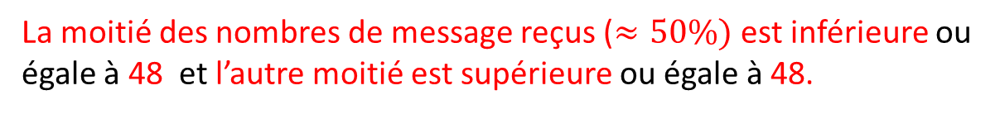 La moitié des nombres de message reçus (≈ 50%) est inférieure ou
égale à 48 et l’autre moitié est supérieure ou égale à 48.